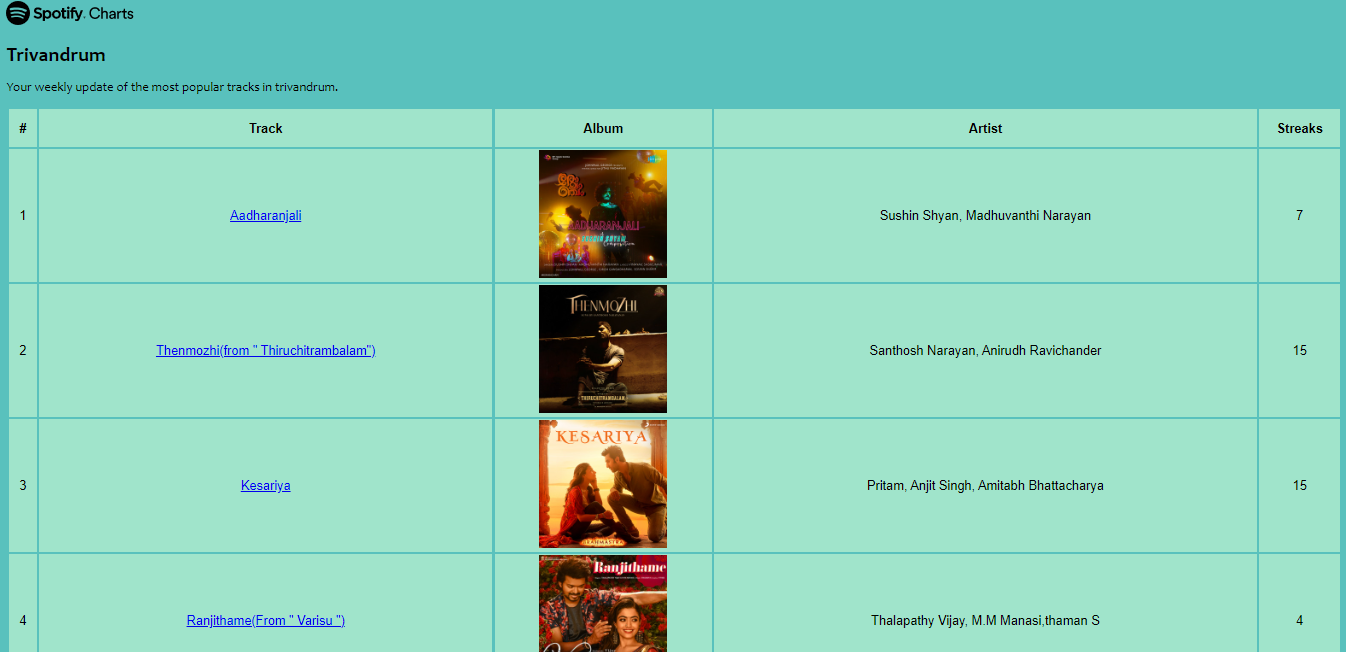 Spotify Charts
Trivandrum
Your weekly update of the most popular tracks in trivandrum.
# Track Album Artist Streaks
1 Aadharanjali AADHARANJALI Sushin Shyan, Madhuvanthi Narayan 7
2 Thenmozhi(from " Thiruchitrambalam") THENMOZHI THIRUCHITRAMBALAM Santhosh Narayan, Anirudh Ravichander 15
3 Kesariya KESARIYA BRAHMASTRA Pritam, Anjit Singh, Amitabh Bhattacharya 15
4 Ranjithame(From " Varisu ") Ranjithame Thalapathy Vijay, M.M Manasi,thaman S 4